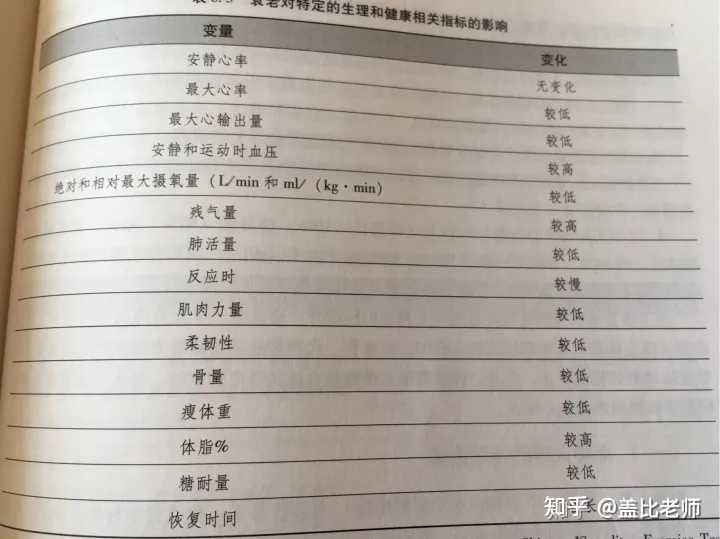 衰老对特定的生理和健康相关指标的影响
变量 变化
安静心率 无变化
最大心率 较低
最大心输出量 较低
安静和运动时血压 较高
绝对和相对最大摄氧量(L/min 和 ml/(kg·min) 较低
残气量 较高
肺活量 较低
反应时 较慢
肌肉力量 较低
柔韧性 较低
骨量 较低
瘦体重 较低
体脂% 较高
糖耐量 较低
恢复时间 长
知乎 @盖比老师